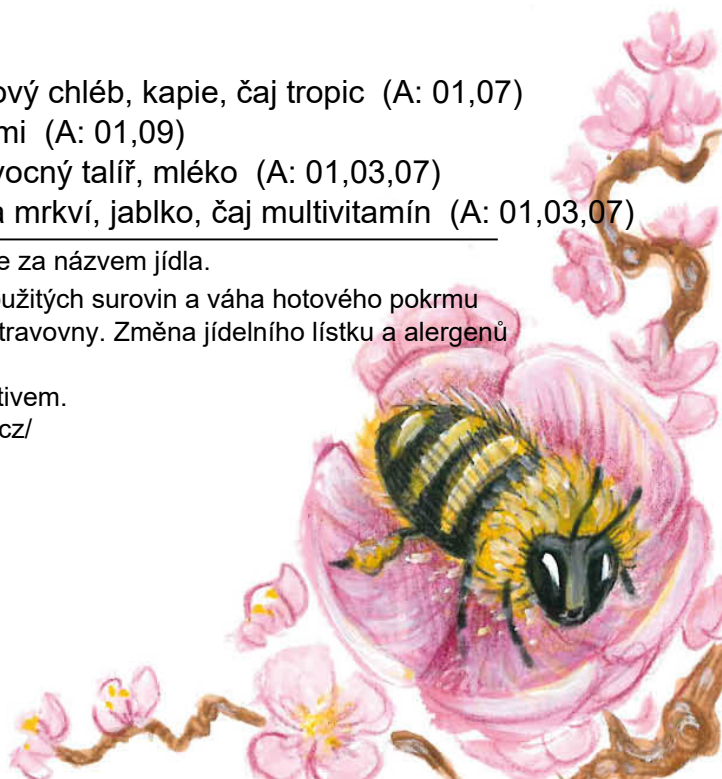 ový chléb, kapie, čaj tropic (A: 01,07)
mi (A: 01,09)
vocný talíř, mléko (A: 01,03,07)
a mrkví, jablko, čaj multivitamín (A: 01,03,07)
e za názvem jídla.
oužitých surovin a váha hotového pokrmu
travovny. Změna jídelního lístku a alergenů
tivem.
cz/